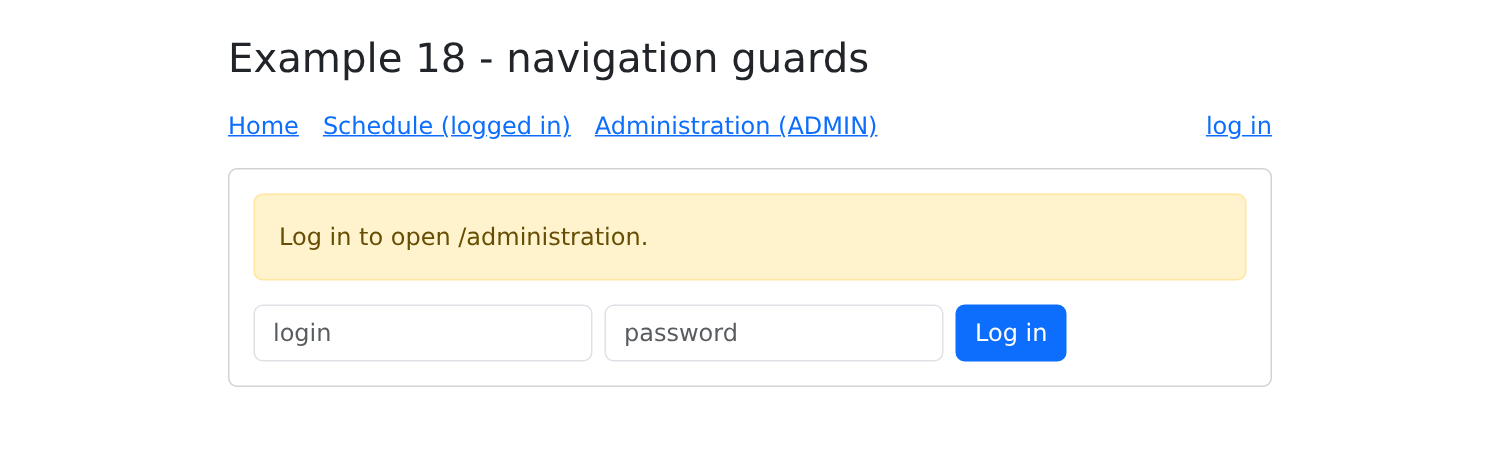 Example 18 - navigation guards
Home Schedule (logged in) Administration (ADMIN) log in
Log in to open /administration.
login password Log in